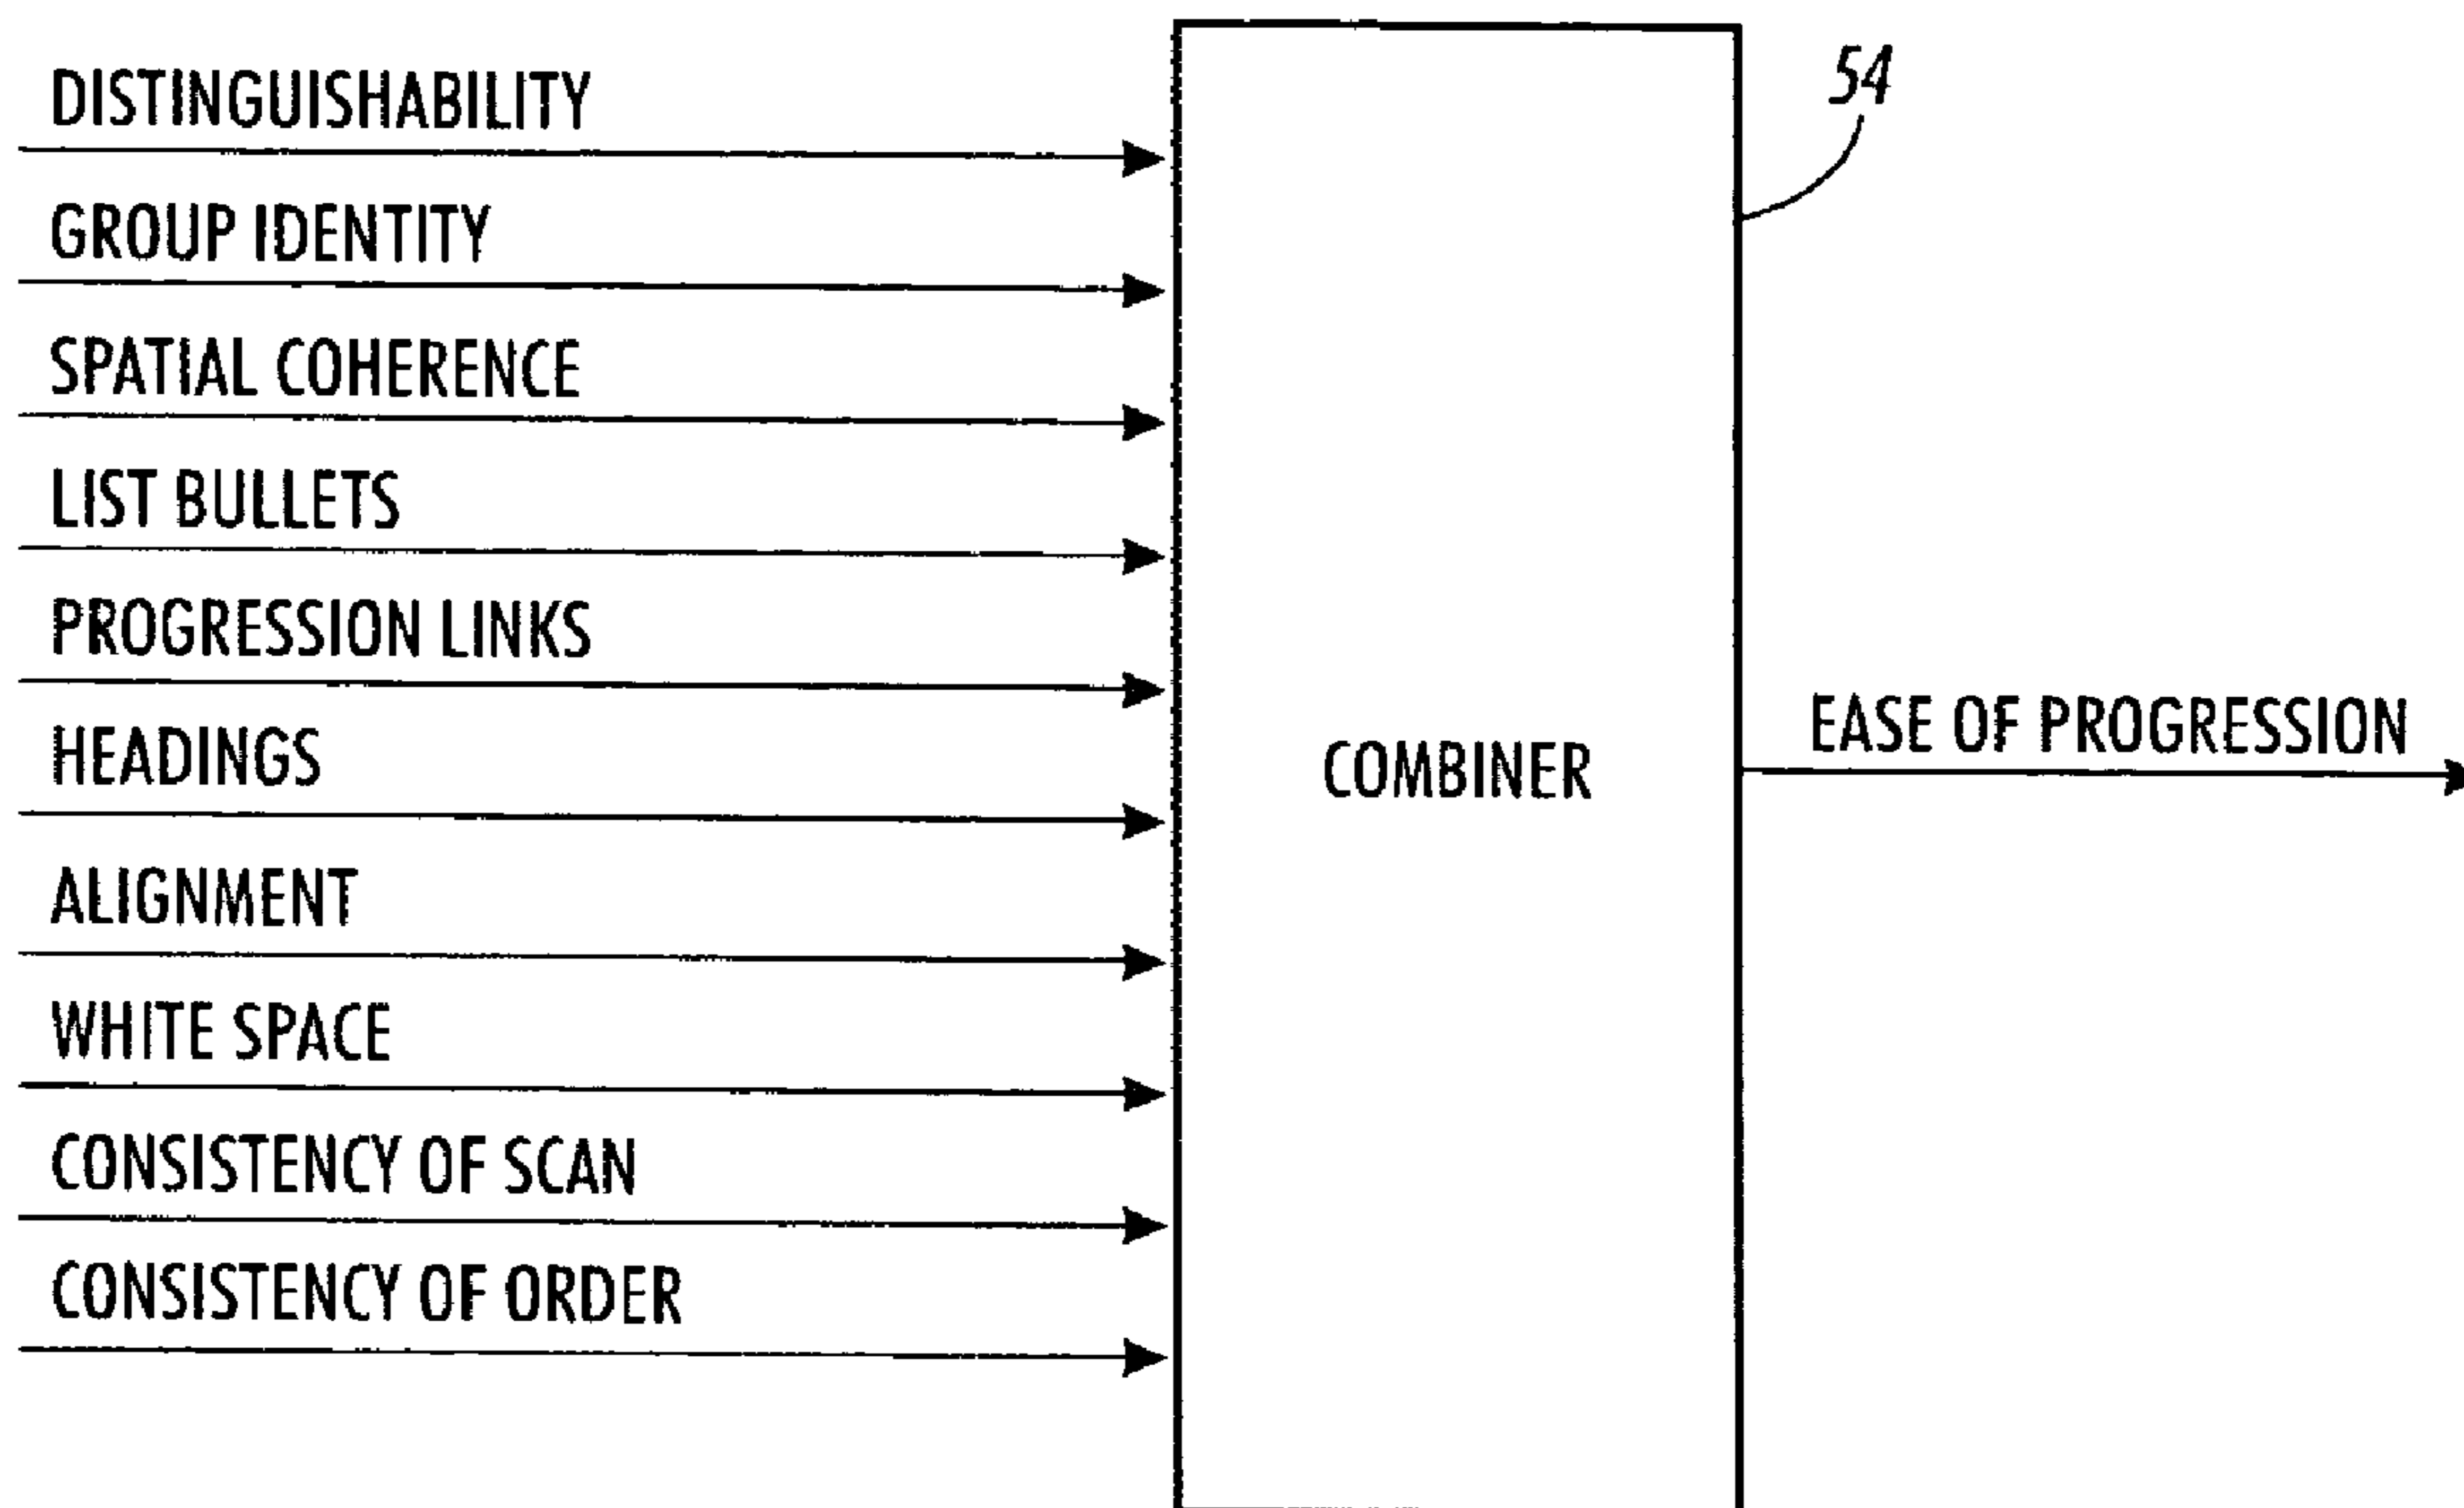 DISTINGUISHABILITY
54
GROUP IDENTITY
SPATIAL COHERENCE
LIST BULLETS
PROGRESSION LINKS
HEADINGS
EASE OF PROGRESSION
COMBINER
ALIGNMENT
WHITE SPACE
CONSISTENCY OF SCAN
CONSISTENCY OF ORDER